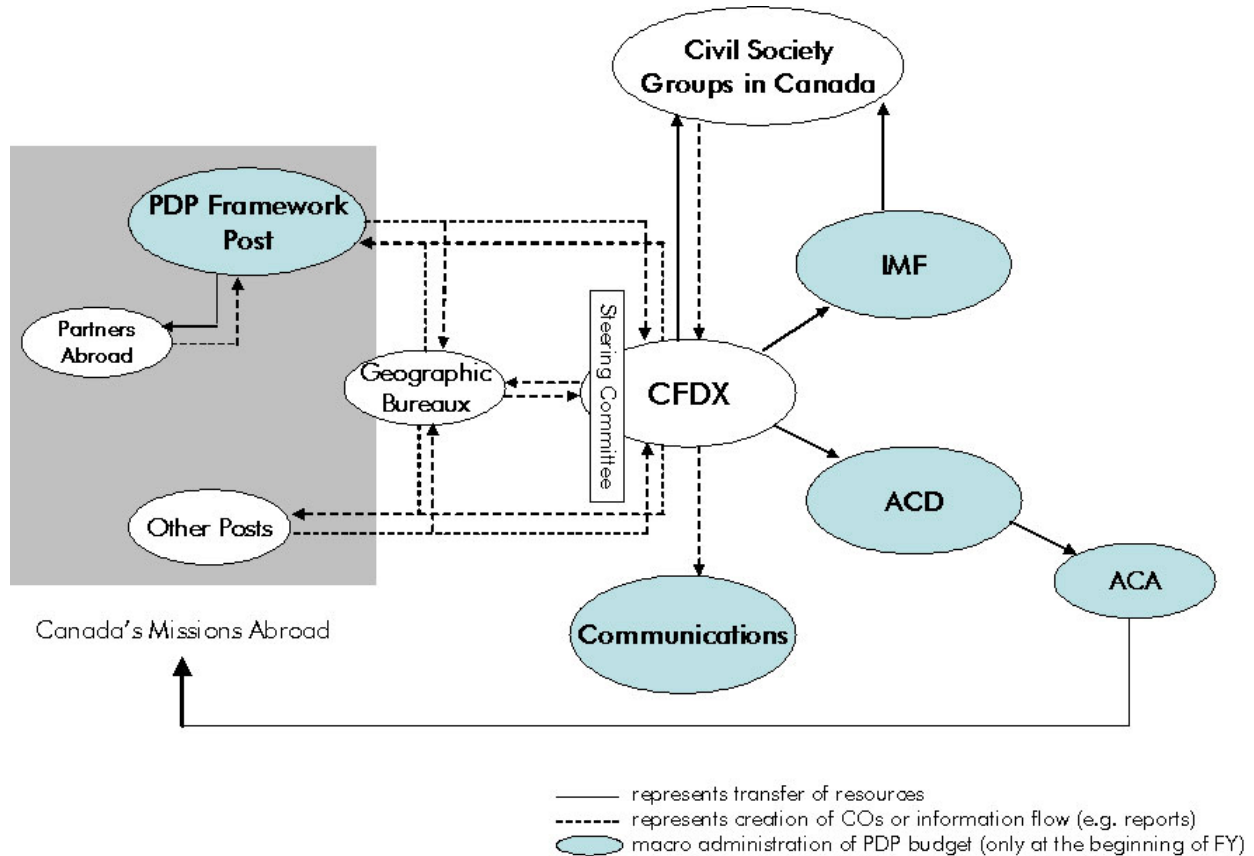 Civil Society
Groups in Canada
PDP Framework
Post
IMF
Partners
Abroad
Geographic
Bureaux
Steering Committee
CFDX
ACD
Other Posts
ACA
Canada's Missions Abroad
Communications
represents transfer of resources
represents creation of COs or information flow (e.g. reports)
macro administration of PDP budget (only at the beginning of FY)